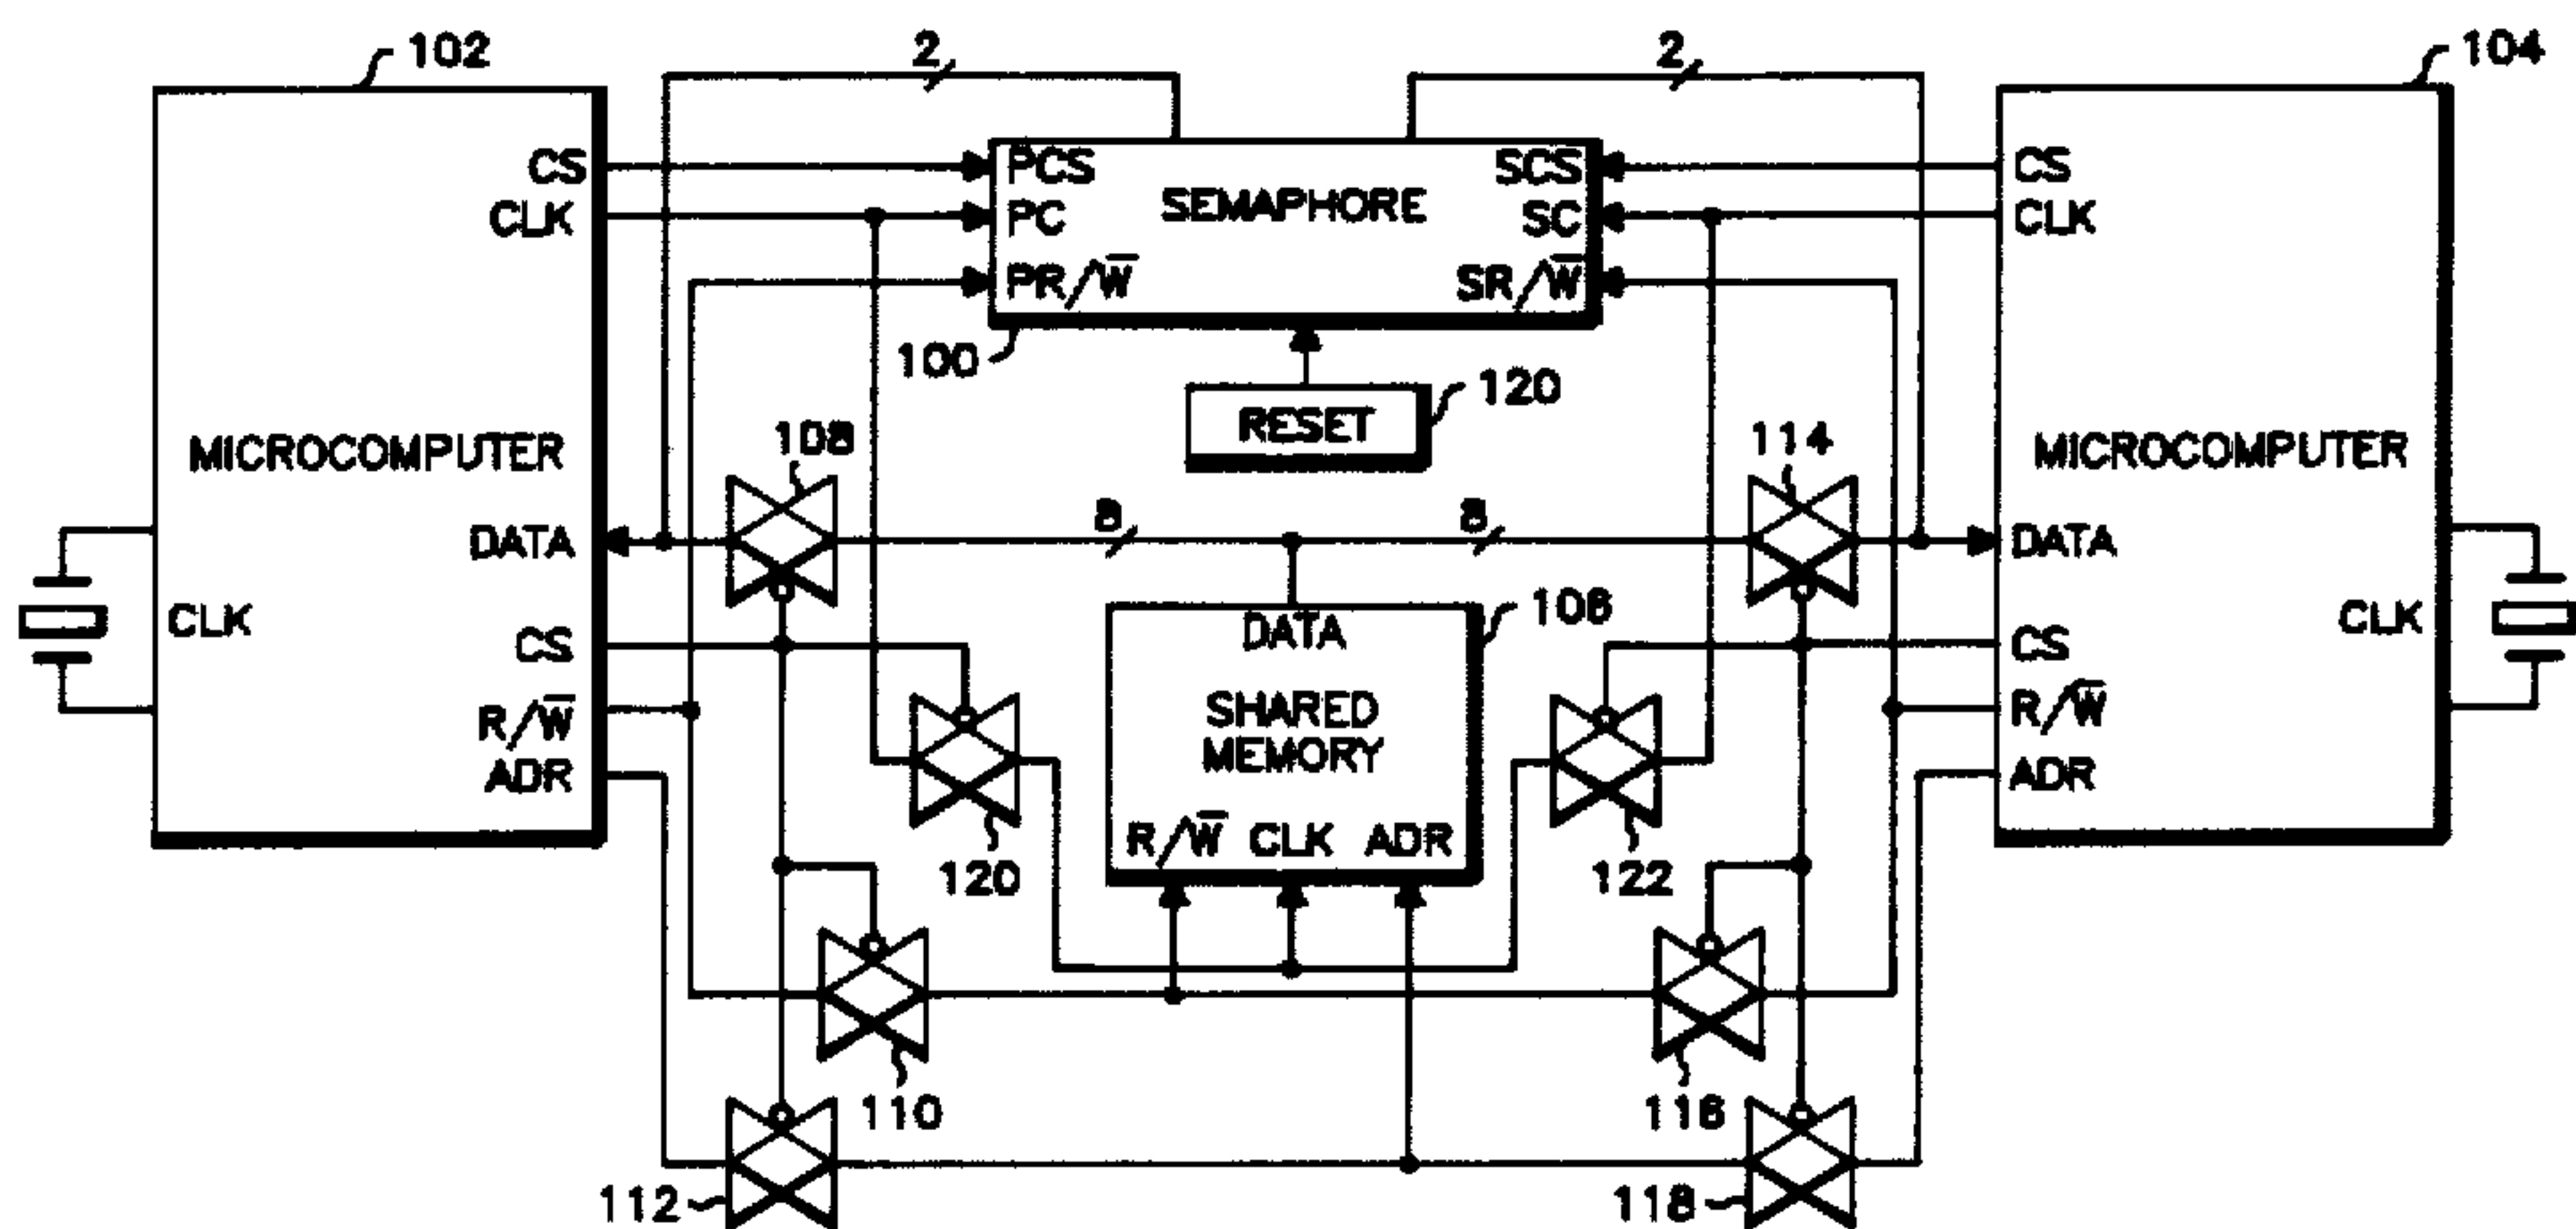 102
2
2
104
CS
PCS
SEMAPHORE
SCS
CS
CLK
PC
SC
CLK
PR/W̅
SR/W̅
100
RESET
120
MICROCOMPUTER
108
114
MICROCOMPUTER
DATA
8
8
DATA
CLK
DATA
106
CLK
CS
CS
R/W̅
SHARED
MEMORY
R/W̅
ADR
ADR
R/W̅
CLK
ADR
120
122
110
116
112
118